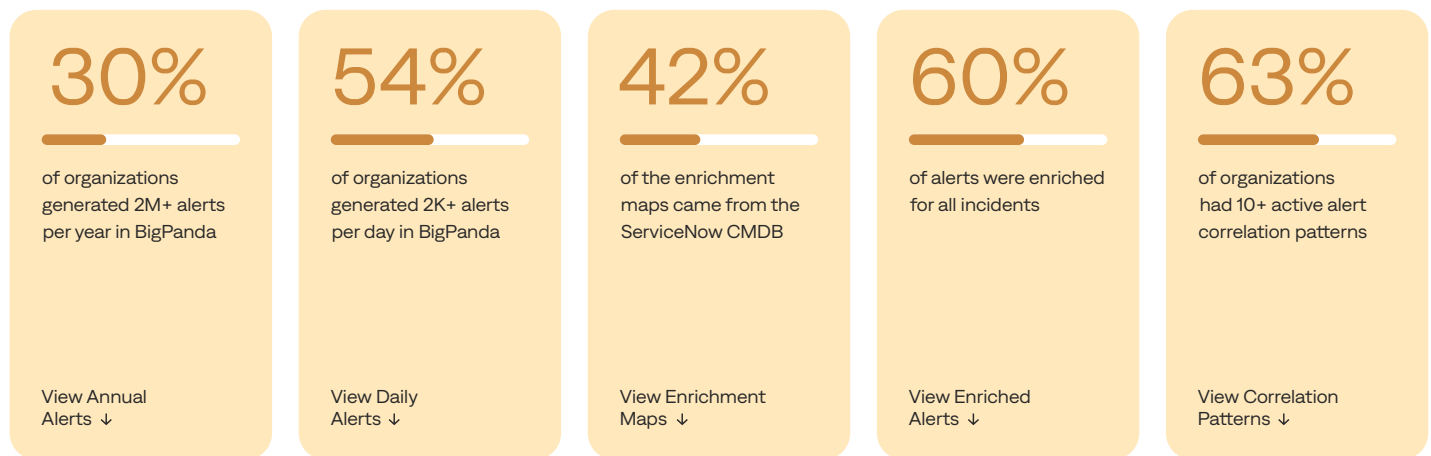 30%
of organizations
generated 2M+ alerts
per year in BigPanda
View Annual
Alerts ↓
54%
of organizations
generated 2K+ alerts
per day in BigPanda
View Daily
Alerts ↓
42%
of the enrichment
maps came from the
ServiceNow CMDB
View Enrichment
Maps ↓
60%
of alerts were enriched
for all incidents
View Enriched
Alerts ↓
63%
of organizations
had 10+ active alert
correlation patterns
View Correlation
Patterns ↓